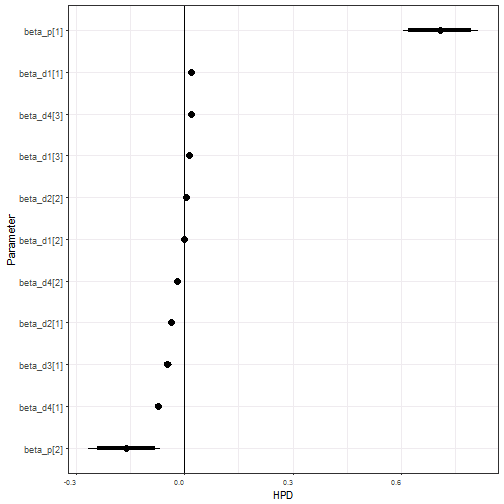 beta_p[1]
beta_d1[1]
beta_d4[3]
beta_d1[3]
beta_d2[2]
beta_d1[2]
beta_d4[2]
beta_d2[1]
beta_d3[1]
beta_d4[1]
beta_p[2]
Parameter
-0.3 0.0 0.3 0.6
HPD